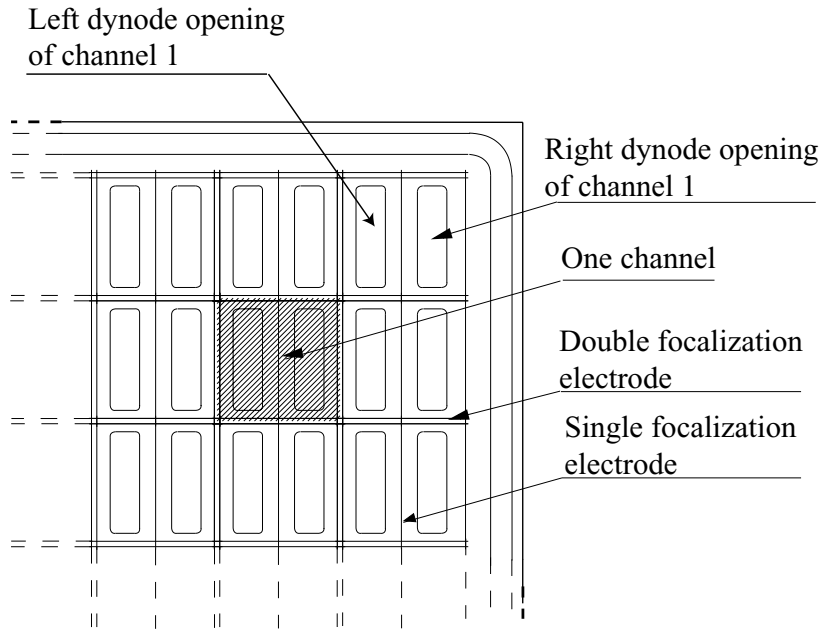 Left dynode opening
of channel 1
Right dynode opening
of channel 1
One channel
Double focalization
electrode
Single focalization
electrode